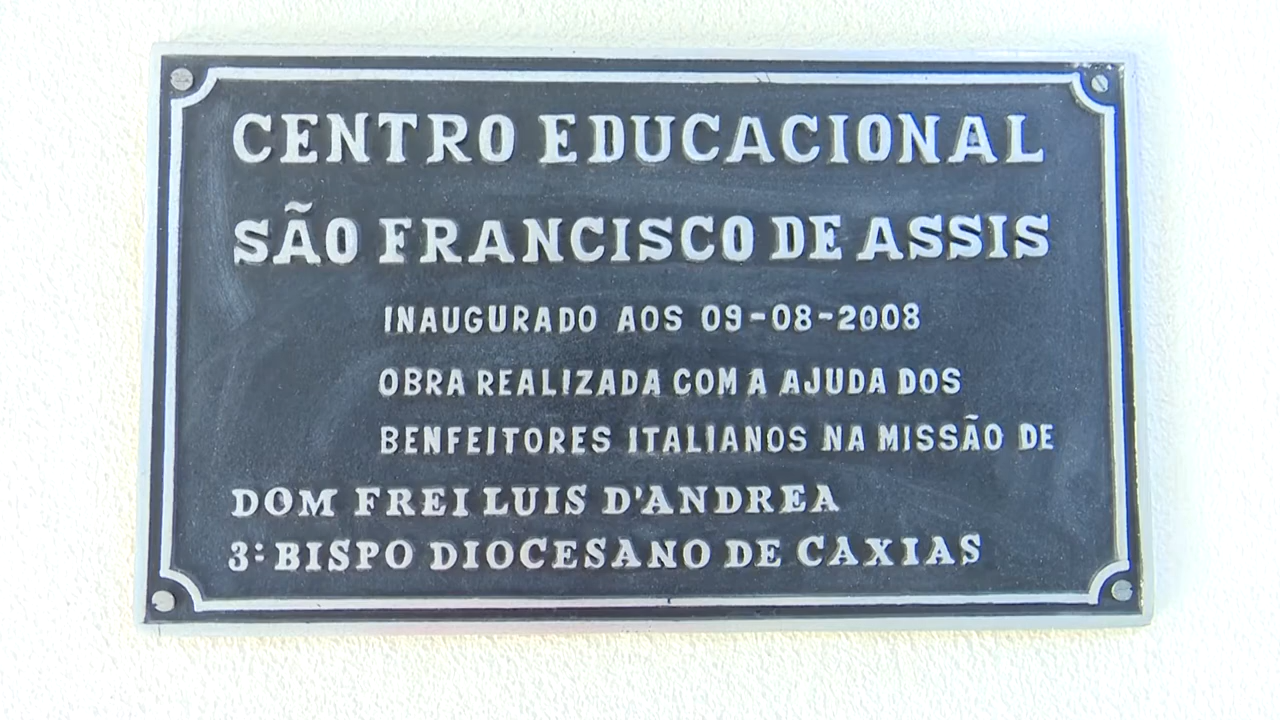 CENTRO EDUCACIONAL
SÃO FRANCISCO DE ASSIS
INAUGURADO AOS 09-08-2008
OBRA REALIZADA COM A AJUDA DOS
BENFEITORES ITALIANOS NA MISSÃO DE
DOM FREI LUIS D'ANDREA
3º BISPO DIOCESANO DE CAXIAS